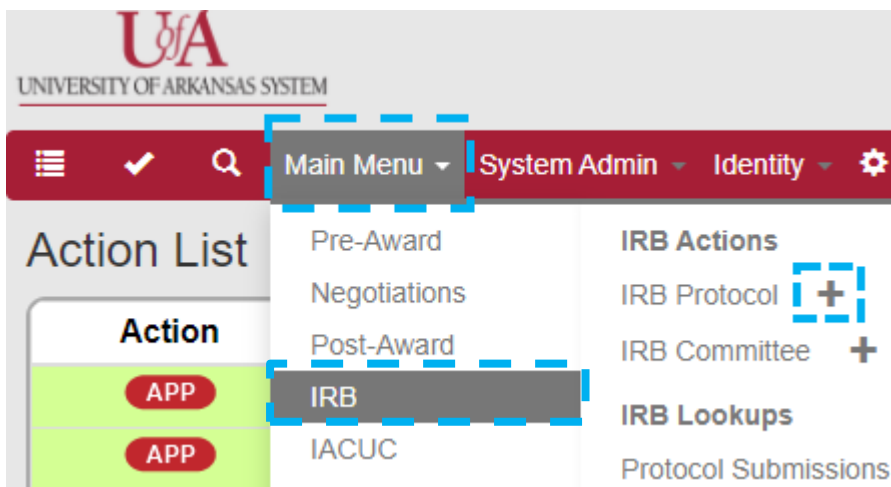 UofA
UNIVERSITY OF ARKANSAS SYSTEM
Main Menu System Admin Identity
Action List
Action
APP
APP
Pre-Award
Negotiations
Post-Award
IRB
IACUC
IRB Actions
IRB Protocol +
IRB Committee +
IRB Lookups
Protocol Submissions